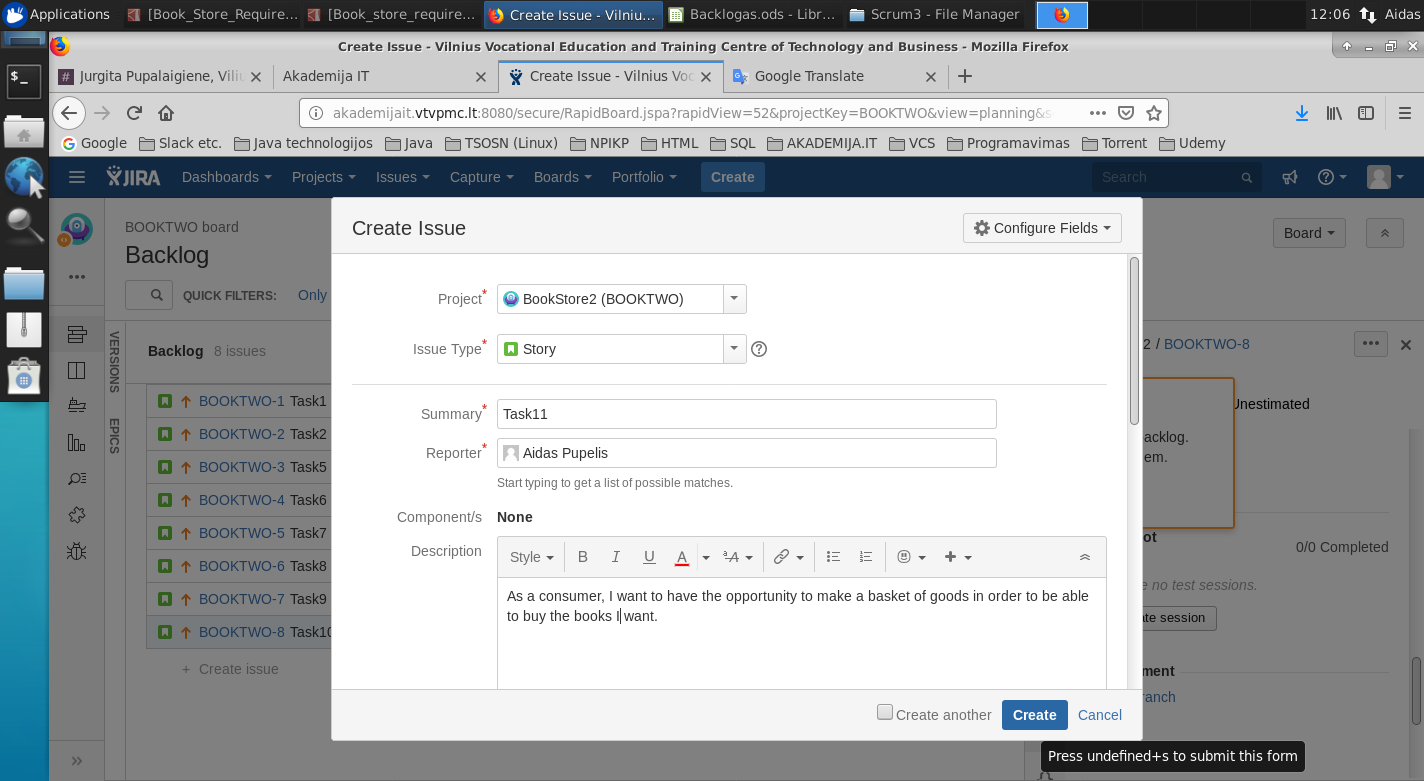 Applications
[Book_Store_Require...
[Book_store_require...
Create Issue - Vilniu...
Backlogas.ods - Libr...
Scrum3 - File Manager
12:06
Aidas
Create Issue - Vilnius Vocational Education and Training Centre of Technology and Business - Mozilla Firefox
Jurgita Pupalaigiene, Viliu
Akademija IT
Create Issue - Vilnius Voc
Google Translate
akademijait.vtvpmc.lt:8080/secure/RapidBoard.jspa?rapidView=52&projectKey=BOOKTWO&view=planning&s
Google
Slack etc.
Java technologijos
Java
TSOSN (Linux)
NPIKP
HTML
SQL
AKADEMIJA.IT
VCS
Programavimas
Torrent
Udemy
JIRA
Dashboards
Projects
Issues
Capture
Boards
Portfolio
Create
Search
BOOKTWO board
Backlog
Board
QUICK FILTERS:
Only
VERSIONS
EPICS
Backlog 8 issues
BOOKTWO-1 Task1
BOOKTWO-2 Task2
BOOKTWO-3 Task5
BOOKTWO-4 Task6
BOOKTWO-5 Task7
BOOKTWO-6 Task8
BOOKTWO-7 Task9
BOOKTWO-8 Task10
+ Create issue
Create Issue
Configure Fields
Project*
BookStore2 (BOOKTWO)
Issue Type*
Story
Summary*
Task11
Reporter*
Aidas Pupelis
Start typing to get a list of possible matches.
Component/s
None
Description
Style
B
I
U
A
As a consumer, I want to have the opportunity to make a basket of goods in order to be able
to buy the books I want.
Create another
Create
Cancel
2 / BOOKTWO-8
Unestimated
acklog.
em.
ot
0/0 Completed
e no test sessions.
ate session
ment
ranch
Press undefined+s to submit this form